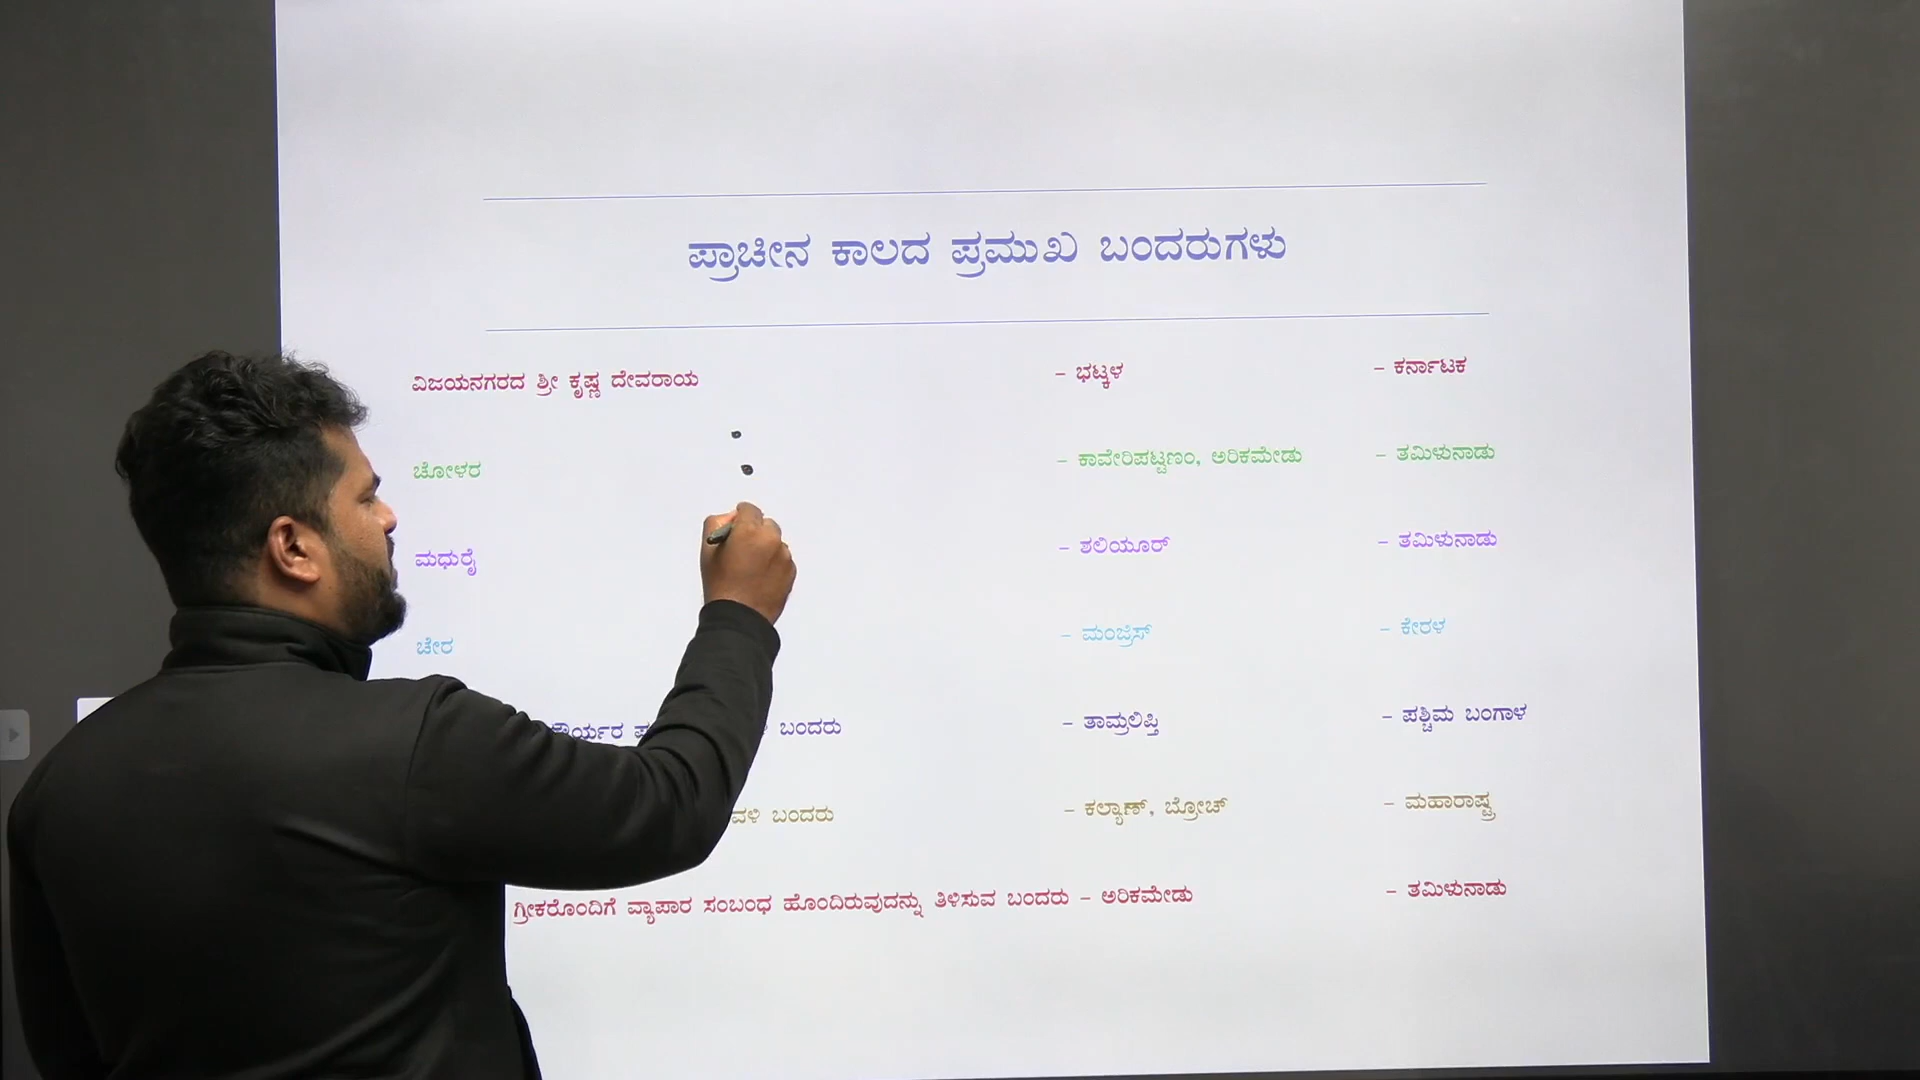 ಪ್ರಾಚೀನ ಕಾಲದ ಪ್ರಮುಖ ಬಂದರುಗಳು
ವಿಜಯನಗರದ ಶ್ರೀ ಕೃಷ್ಣ ದೇವರಾಯ – ಭಟ್ಕಳ – ಕರ್ನಾಟಕ
ಚೋಳರ – ಕಾವೇರಿಪಟ್ಟಣಂ, ಅರಿಕಮೇಡು – ತಮಿಳುನಾಡು
ಮಧುರೈ – ಶಲಿಯೂರ್ – ತಮಿಳುನಾಡು
ಚೇರ – ಮಂಜ್ರಿಸ್ – ಕೇರಳ
ಬಂದರು – ತಾಮ್ರಲಿಪ್ತಿ – ಪಶ್ಚಿಮ ಬಂಗಾಳ
ಬಂದರು – ಕಲ್ಯಾಣ್, ಬ್ರೋಚ್ – ಮಹಾರಾಷ್ಟ್ರ
ಗ್ರೀಕರೊಂದಿಗೆ ವ್ಯಾಪಾರ ಸಂಬಂಧ ಹೊಂದಿರುವುದನ್ನು ತಿಳಿಸುವ ಬಂದರು – ಅರಿಕಮೇಡು – ತಮಿಳುನಾಡು